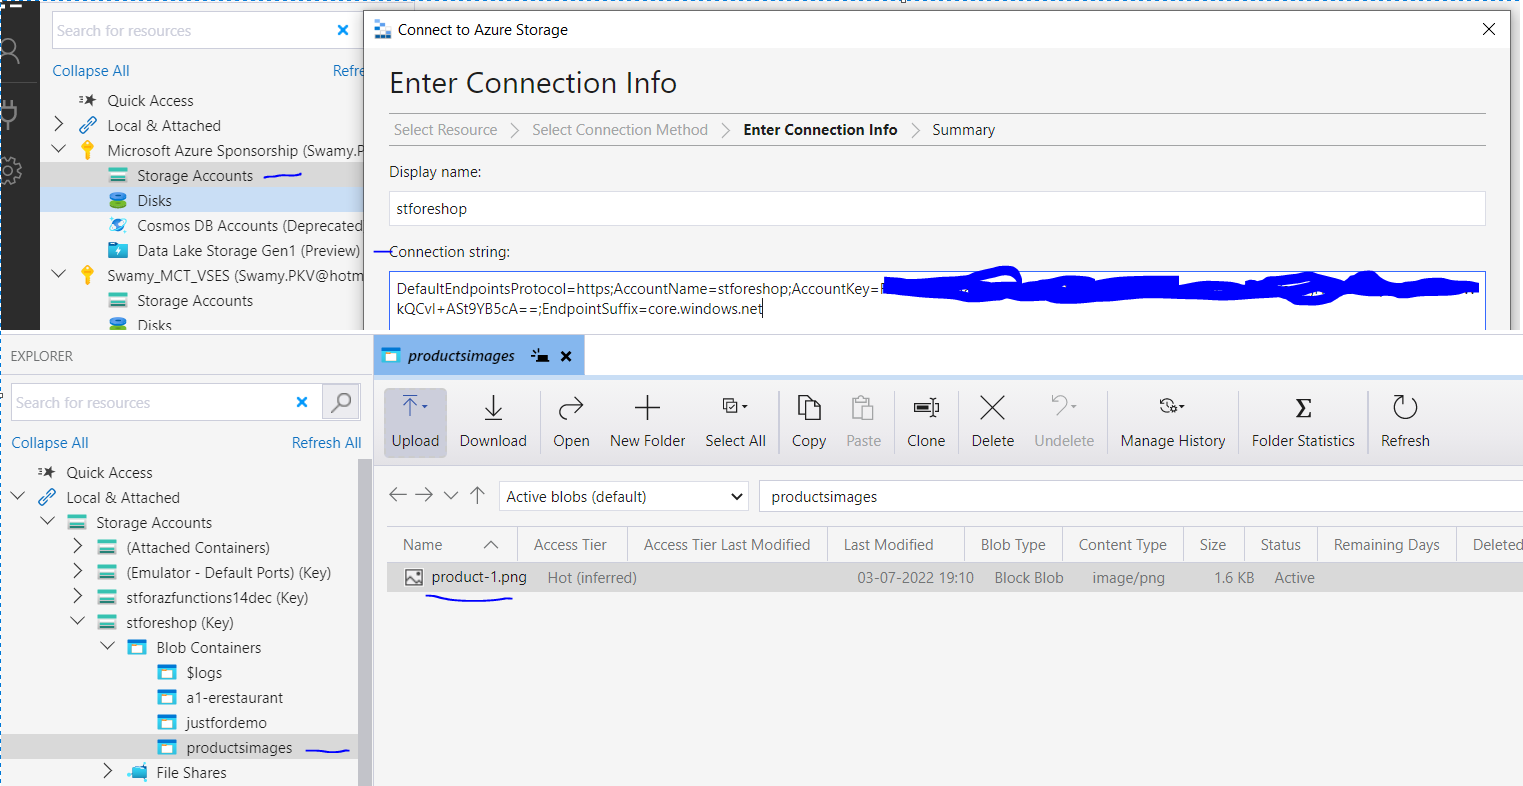 Search for resources
Collapse All
Refre
Quick Access
Local & Attached
Microsoft Azure Sponsorship (Swamy.P
Storage Accounts
Disks
Cosmos DB Accounts (Deprecated
Data Lake Storage Gen1 (Preview)
Swamy_MCT_VSES (Swamy.PKV@hotm
Storage Accounts
Disks
Connect to Azure Storage
Enter Connection Info
Select Resource
Select Connection Method
Enter Connection Info
Summary
Display name:
stforeshop
Connection string:
DefaultEndpointsProtocol=https;AccountName=stforeshop;AccountKey=
EndpointSuffix=core.windows.net
EXPLORER
Search for resources
Collapse All
Refresh All
Quick Access
Local & Attached
Storage Accounts
(Attached Containers)
(Emulator - Default Ports) (Key)
stforazfunctions14dec (Key)
stforeshop (Key)
Blob Containers
$logs
a1-erestaurant
justfordemo
productsimages
File Shares
productsimages
Upload
Download
Open
New Folder
Select All
Copy
Paste
Clone
Delete
Undelete
Manage History
Folder Statistics
Refresh
Active blobs (default)
productsimages
Name
Access Tier
Access Tier Last Modified
Last Modified
Blob Type
Content Type
Size
Status
Remaining Days
Deleted
product-1.png
Hot (inferred)
03-07-2022 19:10
Block Blob
image/png
1.6 KB
Active